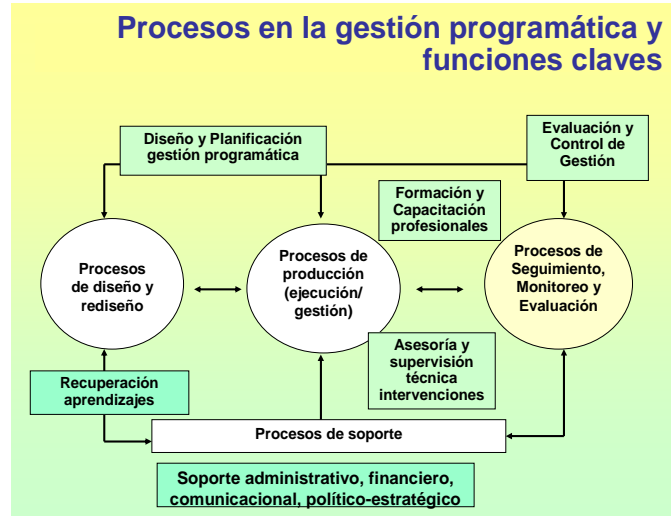 Procesos en la gestión programática y
funciones claves
Diseño y Planificación
gestión programática
Evaluación y
Control de
Gestión
Formación y
Capacitación
profesionales
Procesos
de diseño y
rediseño
Procesos de
producción
(ejecución/
gestión)
Procesos de
Seguimiento,
Monitoreo y
Evaluación
Asesoría y
supervisión
técnica
intervenciones
Recuperación
aprendizajes
Procesos de soporte
Soporte administrativo, financiero,
comunicacional, político-estratégico